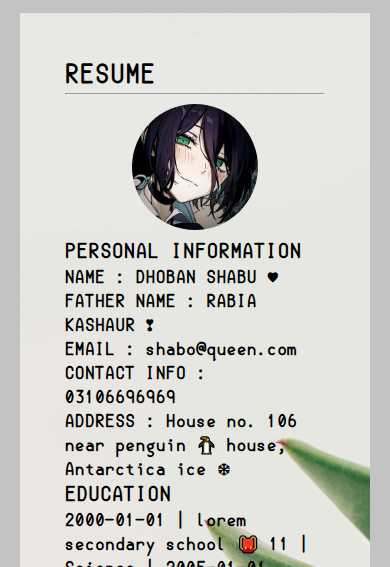 RESUME
PERSONAL INFORMATION
NAME : DHOBAN SHABU ♥
FATHER NAME : RABIA
KASHAUR ❣
EMAIL : shabo@queen.com
CONTACT INFO :
03106696969
ADDRESS : House no. 106
near penguin 🐧 house,
Antarctica ice ❄
EDUCATION
2000-01-01 | lorem
secondary school 🎒 11 |
Science | 2005-01-01